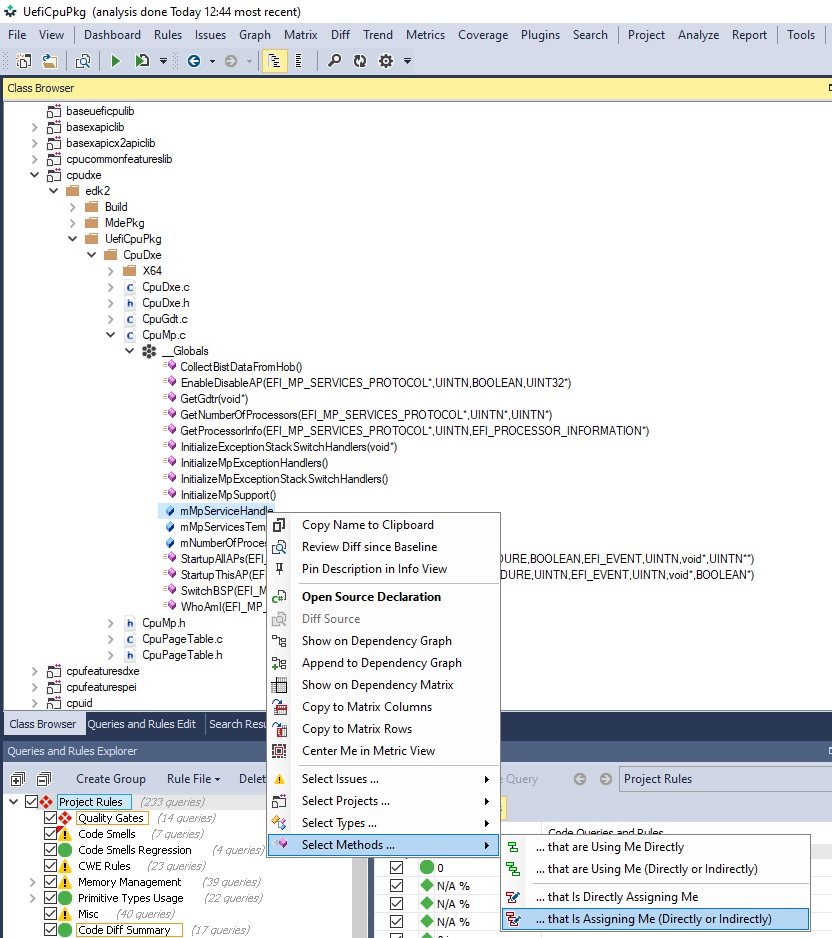 UefiCpuPkg (analysis done Today 12:44 most recent)
File View Dashboard Rules Issues Graph Matrix Diff Trend Metrics Coverage Plugins Search Project Analyze Report Tools
Class Browser
baseueficpulib
basexapiclib
basexapicx2apiclib
cpucommonfeatureslib
cpudxe
edk2
Build
MdePkg
UefiCpuPkg
CpuDxe
X64
CpuDxe.c
CpuDxe.h
CpuGdt.c
CpuMp.c
__Globals
CollectBistDataFromHob()
EnableDisableAP(EFI_MP_SERVICES_PROTOCOL*,UINTN,BOOLEAN,UINT32*)
GetGdtr(void*)
GetNumberOfProcessors(EFI_MP_SERVICES_PROTOCOL*,UINTN*,UINTN*)
GetProcessorInfo(EFI_MP_SERVICES_PROTOCOL*,UINTN,EFI_PROCESSOR_INFORMATION*)
InitializeExceptionStackSwitchHandlers(void*)
InitializeMpExceptionHandlers()
InitializeMpExceptionStackSwitchHandlers()
InitializeMpSupport()
mMpServiceHandle
mMpServicesTemp
mNumberOfProces
StartupAllAPs(EFI_ DURE,BOOLEAN,EFI_EVENT,UINTN,void*,UINTN**)
StartupThisAP(EFI_ DURE,UINTN,EFI_EVENT,UINTN,void*,BOOLEAN*)
SwitchBSP(EFI_M
WhoAmI(EFI_MP_
CpuMp.h
CpuPageTable.c
CpuPageTable.h
cpufeaturesdxe
cpufeaturespei
cpuid
Copy Name to Clipboard
Review Diff since Baseline
Pin Description in Info View
Open Source Declaration
Diff Source
Show on Dependency Graph
Append to Dependency Graph
Show on Dependency Matrix
Copy to Matrix Columns
Copy to Matrix Rows
Center Me in Metric View
Select Issues ...
Select Projects ...
Select Types ...
Select Methods ...
... that are Using Me Directly
... that are Using Me (Directly or Indirectly)
... that Is Directly Assigning Me
... that Is Assigning Me (Directly or Indirectly)
Class Browser Queries and Rules Edit Search Resu
Queries and Rules Explorer
Create Group Rule File Delet Query Project Rules
Project Rules (233 queries)
Quality Gates (14 queries)
Code Smells (7 queries)
Code Smells Regression (4 queries)
CWE Rules (23 queries)
Memory Management (39 queries)
Primitive Types Usage (22 queries)
Misc (40 queries)
Code Diff Summary (17 queries)
Code Queries and Rules
0
N/A %
N/A %
N/A %